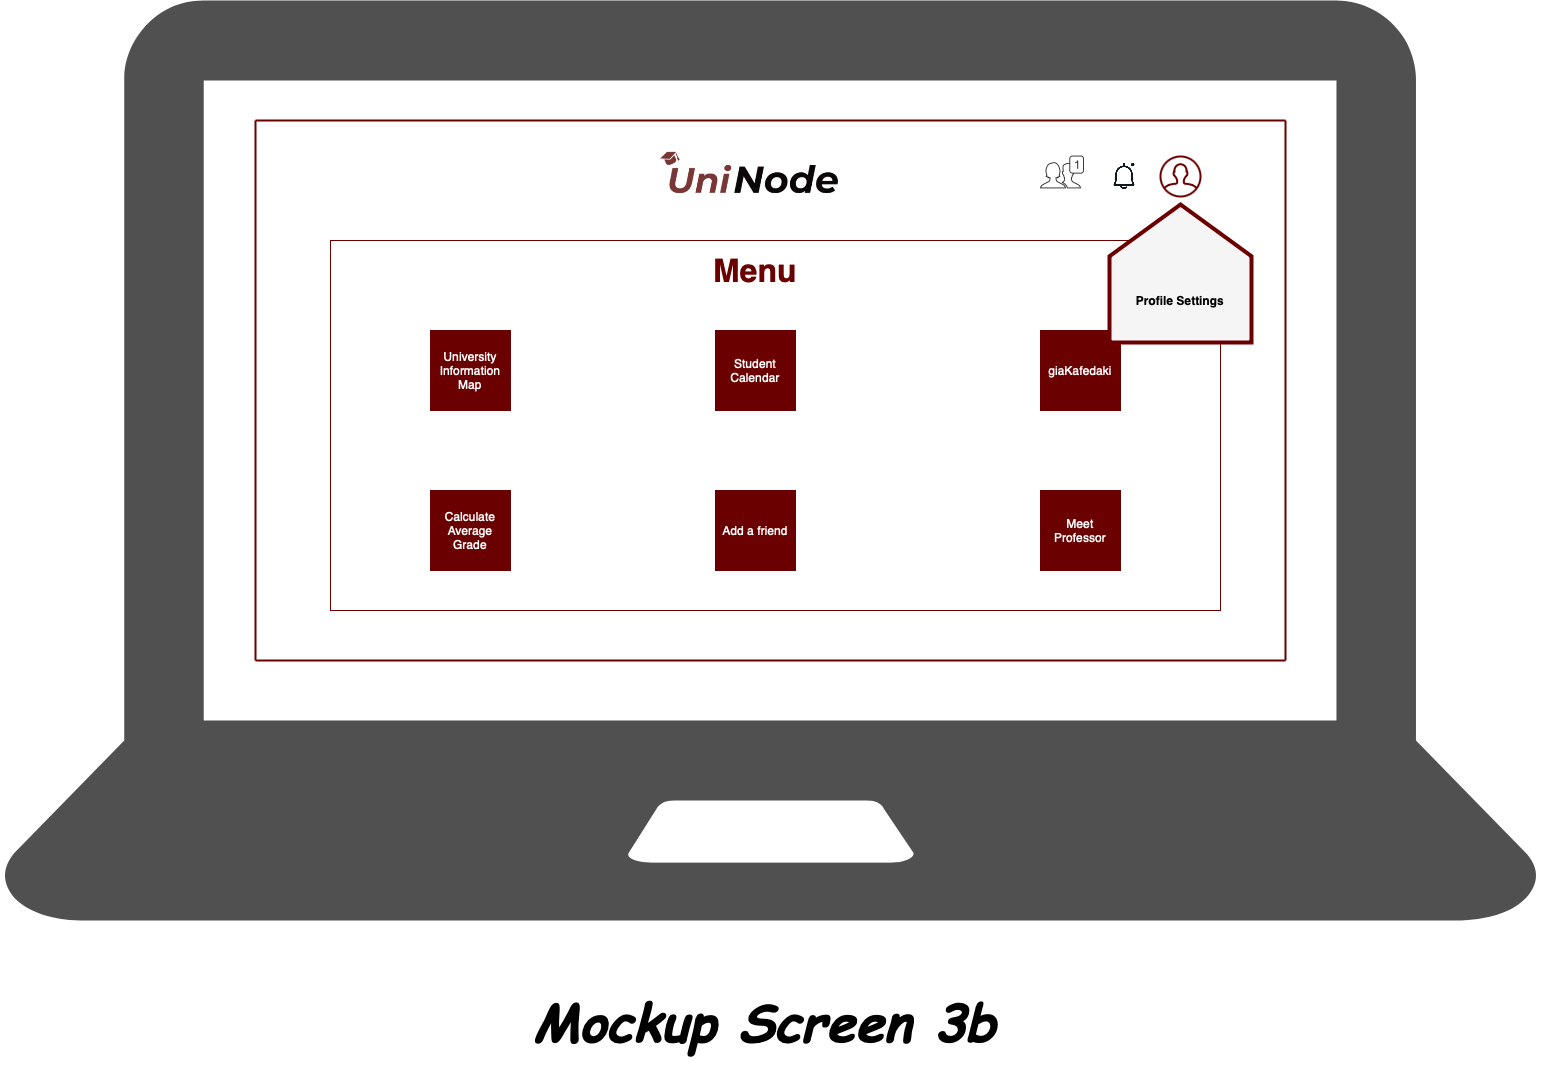 UniNode
1
Menu
Profile Settings
University
Information
Map
Student
Calendar
giaKafedaki
Calculate
Average
Grade
Add a friend
Meet
Professor
Mockup Screen 3b